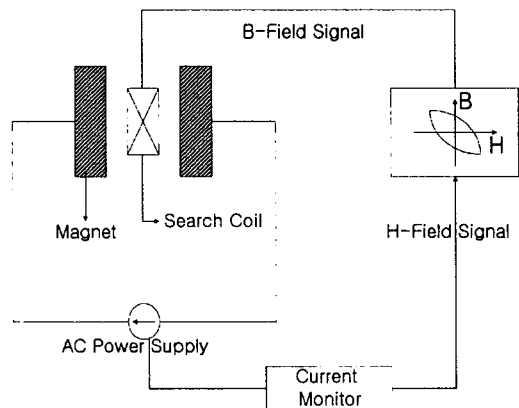 B-Field Signal
B
H
Magnet
Search Coil
H-Field Signal
AC Power Supply
Current
Monitor